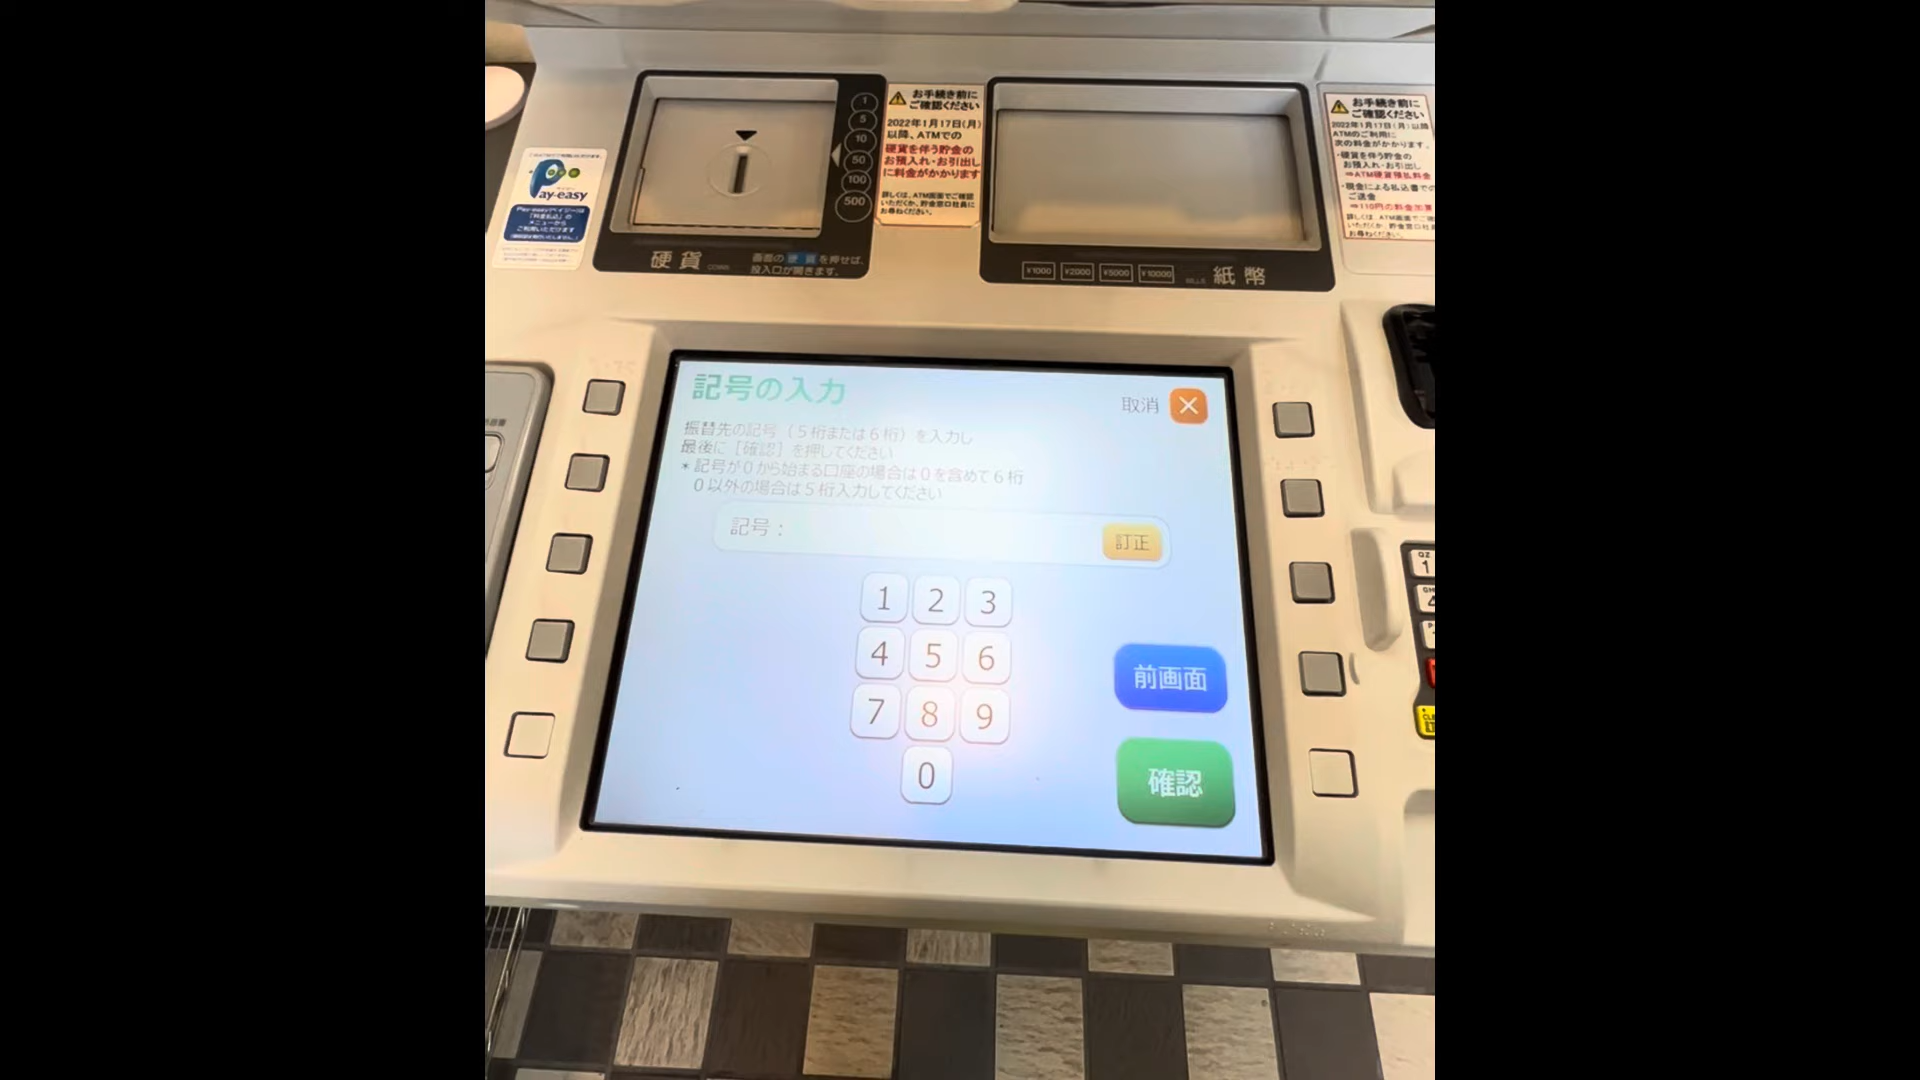 Pay-easy
Pay-easy(ペイジー)は
「料金払込」の
メニューから
ご利用いただけます
1
5
10
50
100
500
硬貨
画面の硬貨を押せば、
投入口が開きます。
お手続き前に
ご確認ください
2022年1月17日(月)
以降、ATMでの
硬貨を伴う貯金の
お預入れ・お引出し
に料金がかかります
詳しくは、ATM画面でご確認
いただくか、貯金窓口社員に
お尋ねください。
¥1000 ¥2000 ¥5000 ¥10000
紙幣
お手続き前に
ご確認ください
2022年1月17日(月)以降
ATMのご利用に
次の料金がかかります。
・硬貨を伴う貯金の
お預入れ・お引出し
⇒ATM硬貨預払料金
・現金による払込書での
ご送金
⇒110円の料金加算
詳しくは、ATM画面でご確
いただくか、貯金窓口社
お尋ねください。
記号の入力
取消
振替先の記号(5桁または6桁)を入力し
最後に[確認]を押してください
*記号が0から始まる口座の場合は0を含めて6桁
0以外の場合は5桁入力してください
記号:
訂正
1 2 3
4 5 6
7 8 9
0
前画面
確認
QZ
1